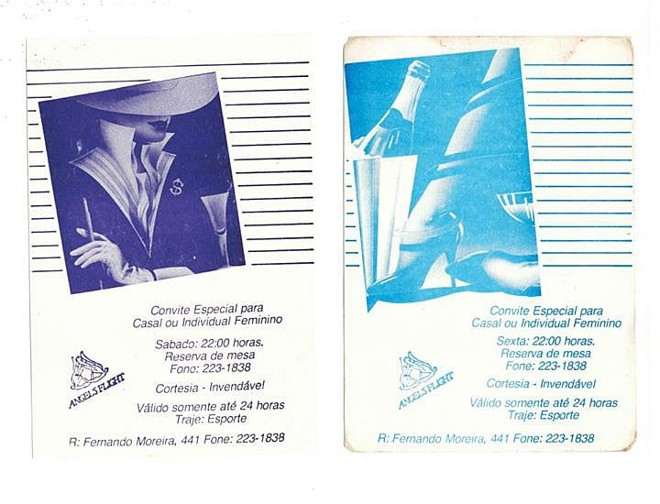 Convite Especial para
Casal ou Individual Feminino
Sabado: 22:00 horas.
Reserva de mesa
Fono: 223-1838
Cortesia - Invendável
ANGELS FLIGHT
Válido somente até 24 horas
Traje: Esporte
R: Fernando Moreira, 441 Fone: 223-1838
Convite Especial para
Casal ou Individual Feminino
Sexta: 22:00 horas.
Reserva de mesa
Fone: 223-1838
Cortesia - Invendável
ANGELS FLIGHT
Válido somente até 24 horas
Traje: Esporte
R: Fernando Moreira, 441 Fone: 223-1838